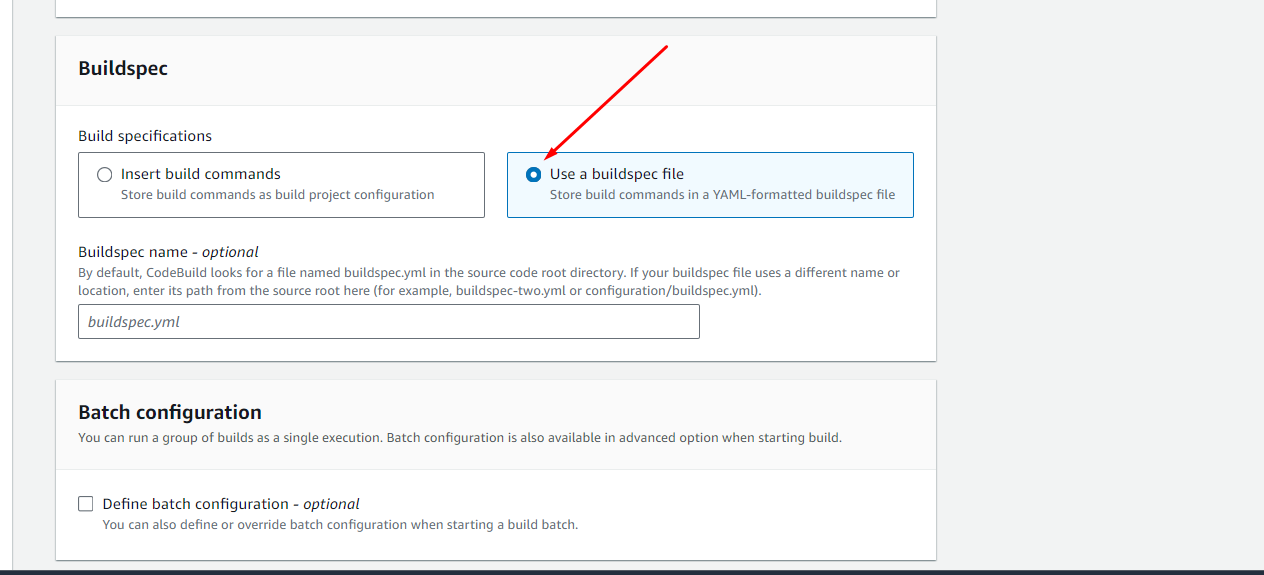 Buildspec
Build specifications
Insert build commands
Store build commands as build project configuration
Use a buildspec file
Store build commands in a YAML-formatted buildspec file
Buildspec name - optional
By default, CodeBuild looks for a file named buildspec.yml in the source code root directory. If your buildspec file uses a different name or
location, enter its path from the source root here (for example, buildspec-two.yml or configuration/buildspec.yml).
buildspec.yml
Batch configuration
You can run a group of builds as a single execution. Batch configuration is also available in advanced option when starting build.
Define batch configuration - optional
You can also define or override batch configuration when starting a build batch.